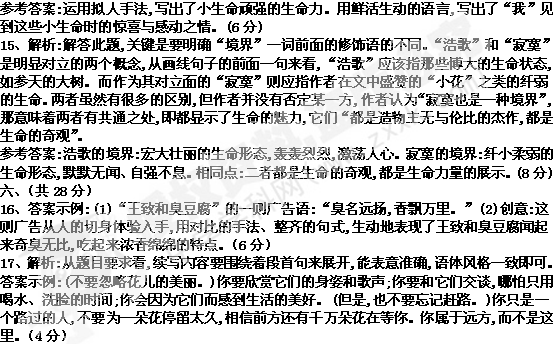 参考答案：运用拟人手法，写出了小生命顽强的生命力。用鲜活生动的语言，写出了“我”见
到这些小生命时的惊喜与感动之情。（6 分）
15、解析：解答此题，关键是要明确“境界”一词前面的修饰语的不同。“浩歌”和“寂寞”
是明显对立的两个概念，从画线句子的前面一句来看，“浩歌”应该指那些博大的生命状态，
如参天的大树。而作为其对立面的“寂寞”则应指作者在文中盛赞的“小花”之类的纤弱
的生命。两者虽然有很多的区别，但作者并没有否定某一方，作者认为“寂寞也是一种境界”，
那意味着两者有共通之处，即都显示了生命的魅力，它们“都是造物主无与伦比的杰作，都是
生命的奇观”。
参考答案：浩歌的境界：宏大壮丽的生命形态，轰轰烈烈，激荡人心。寂寞的境界：纤小柔弱的
生命形态，默默无闻、自强不息。相同点：二者都是生命的奇观，都是生命力量的展示。（8 分）
六、（共 28 分）
16、答案示例：（1）“王致和臭豆腐”的一则广告语：“臭名远扬，香飘万里。”（2）创意：这
则广告从人的切身体验入手，用对比的手法、整齐的句式，生动地表现了王致和臭豆腐闻起
来奇臭无比，吃起来浓香绵绵的特点。（6 分）
17、解析：从题目要求看，续写内容要围绕着段首句来展开，能表意准确，语体风格一致即可。
答案示例：（不要忽略花儿的美丽。）你要欣赏它们的身姿和歌声；你要和它们交谈，哪怕只用
喝水、洗脸的时间；你会因为它们而感到生活的美好。（但是，也不要忘记赶路。）你只是一
个路过的人，不要为一朵花停留太久，相信前方还有千万朵花在等你。你属于远方，而不是这
里。（4 分）